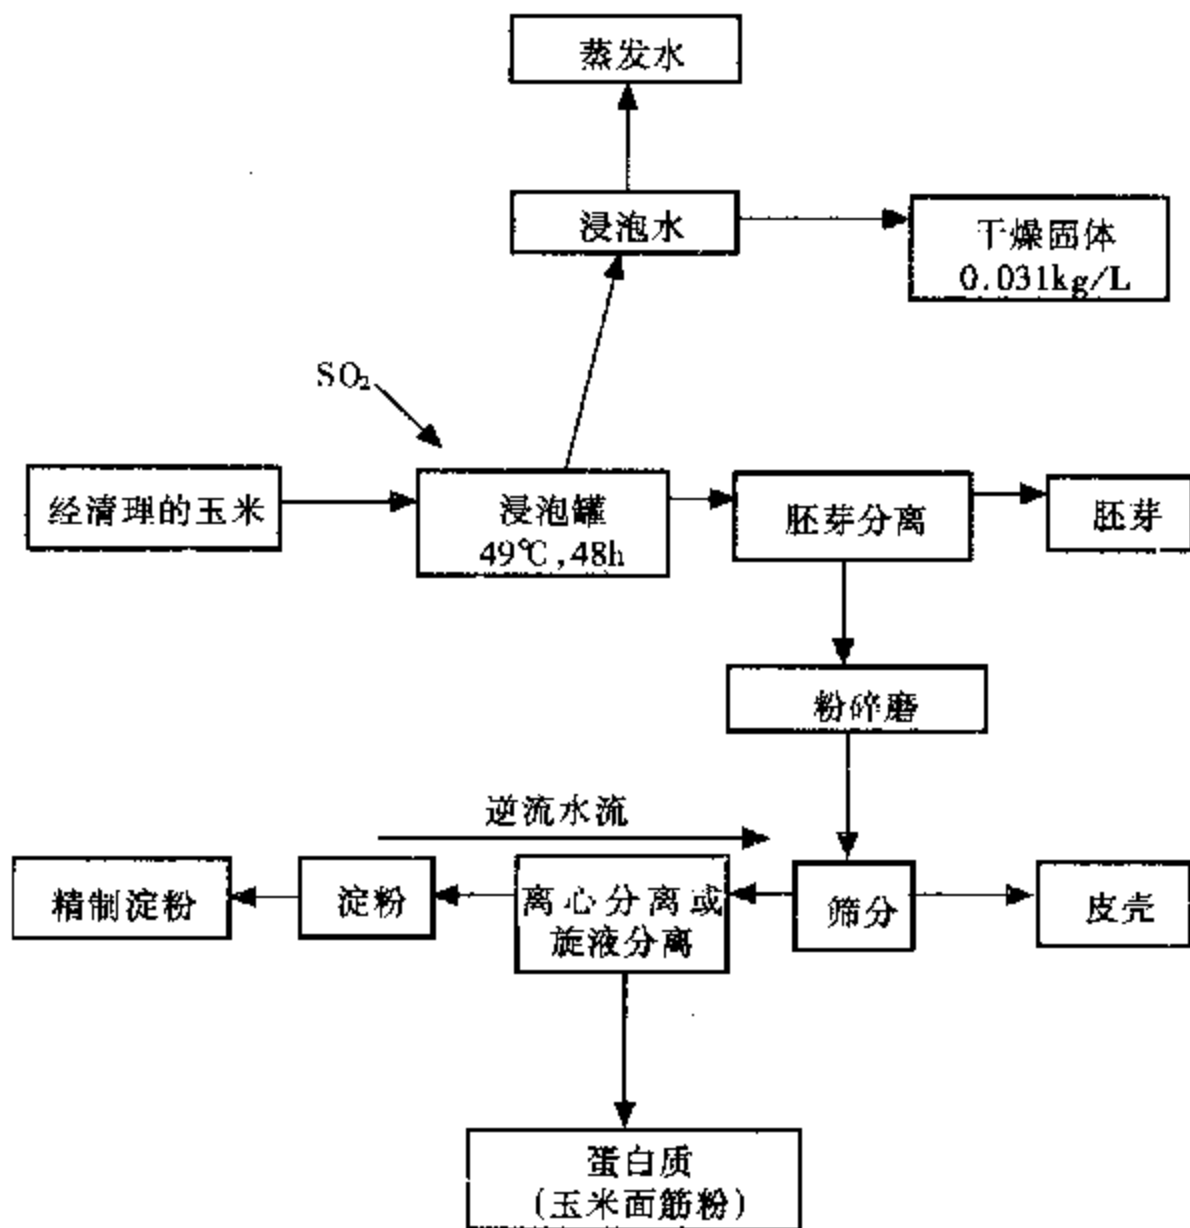 蒸发水
浸泡水
干燥固体
0.031kg/L
SO₂
经清理的玉米
浸泡罐
49℃,48h
胚芽分离
胚芽
粉碎磨
逆流水流
精制淀粉
淀粉
离心分离或
旋液分离
筛分
皮壳
蛋白质
(玉米面筋粉)